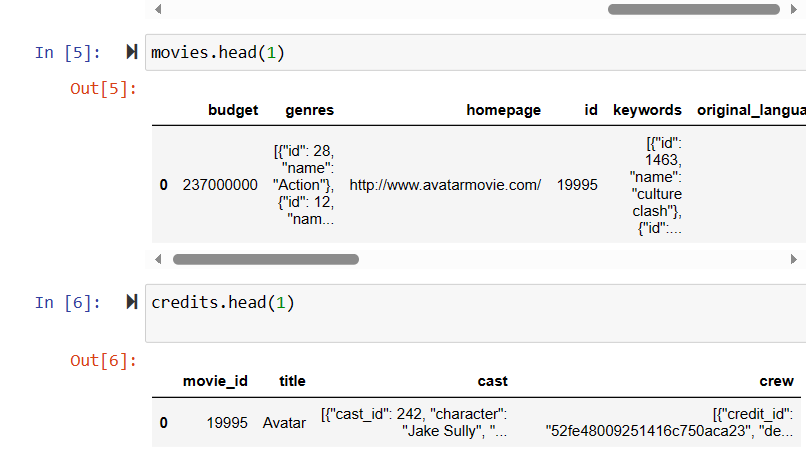 In [5]: movies.head(1)
Out[5]:
budget genres homepage id keywords original_langua
0 237000000 [{"id": 28, "name": "Action"}, {"id": 12, "nam... http://www.avatarmovie.com/ 19995 [{"id": 1463, "name": "culture clash"}, {"id":...
In [6]: credits.head(1)
Out[6]:
movie_id title cast crew
0 19995 Avatar [{"cast_id": 242, "character": "Jake Sully", "... [{"credit_id": "52fe48009251416c750aca23", "de...